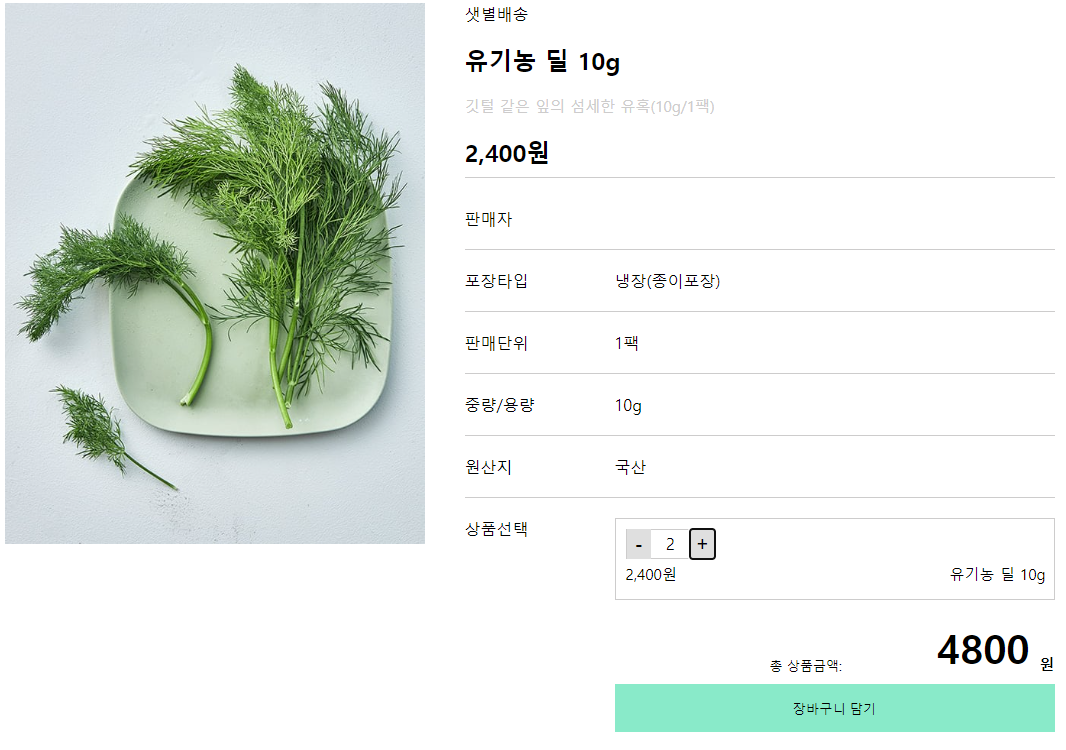 샛별배송
유기농 딜 10g
깃털 같은 잎의 섬세한 유혹(10g/1팩)
2,400원
판매자
포장타입 냉장(종이포장)
판매단위 1팩
중량/용량 10g
원산지 국산
상품선택 - 2 +
2,400원 유기농 딜 10g
총 상품금액: 4800 원
장바구니 담기